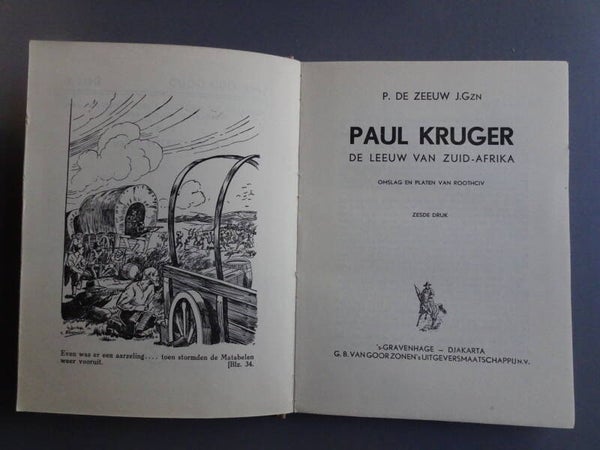 Even was er een aarzeling.... toen stormden de Matabelen
weer vooruit. [Blz. 34.
P. DE ZEEUW J.GZN
PAUL KRUGER
DE LEEUW VAN ZUID-AFRIKA
OMSLAG EN PLATEN VAN ROOTHCIV
ZESDE DRUK
's-GRAVENHAGE – DJAKARTA
G. B. VAN GOOR ZONEN's UITGEVERSMAATSCHAPPIJ N.V.